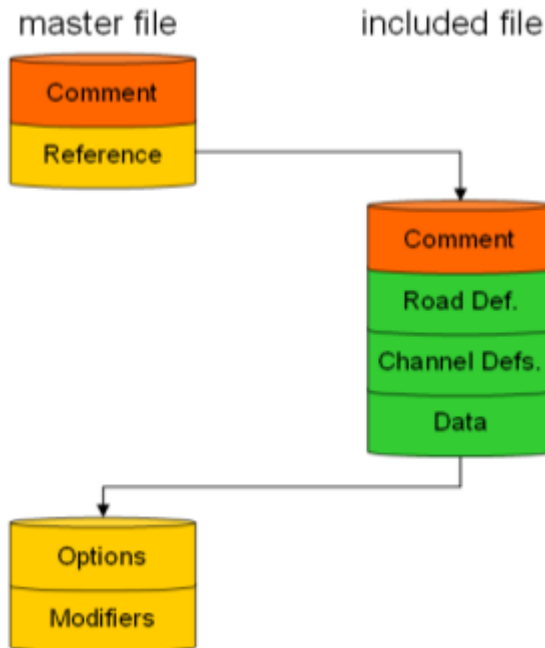 master file
included file
Comment
Reference
Comment
Road Def.
Channel Defs.
Data
Options
Modifiers